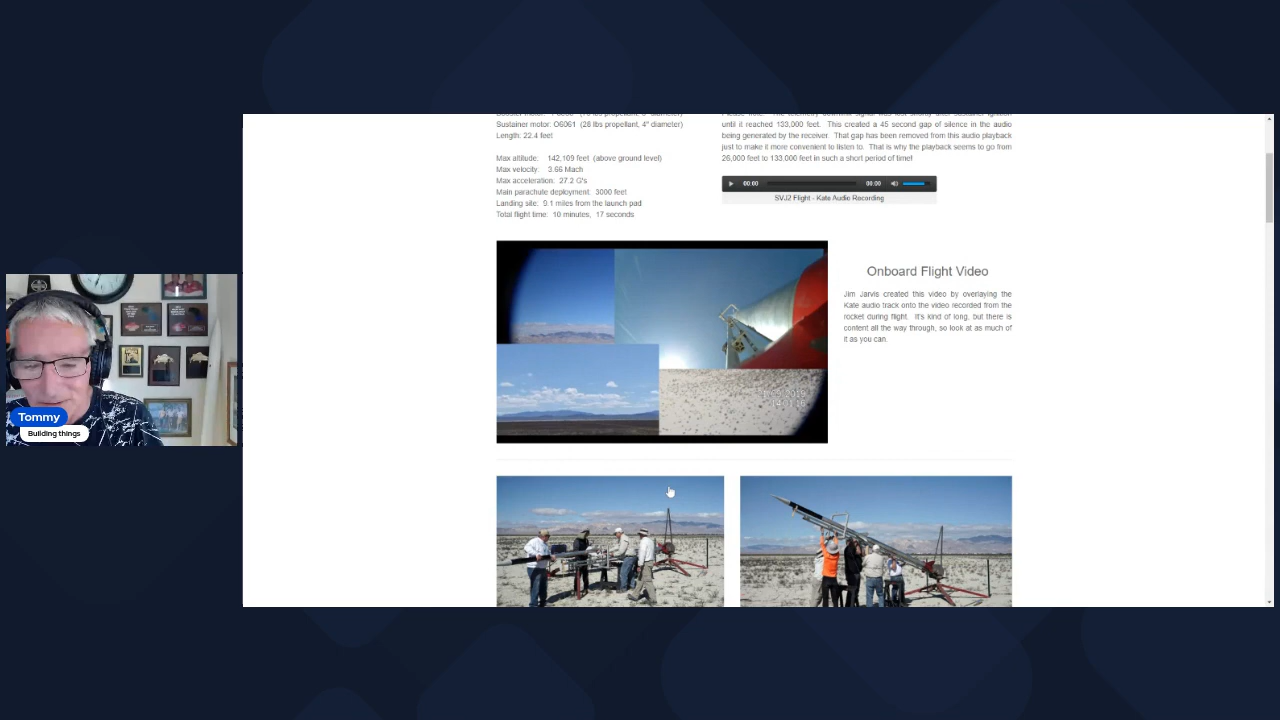 Sustainer motor: O6061 (28 lbs propellant, 4" diameter)
Length: 22.4 feet
Max altitude: 142,109 feet (above ground level)
Max velocity: 3.66 Mach
Max acceleration: 27.2 G's
Main parachute deployment: 3000 feet
Landing site: 9.1 miles from the launch pad
Total flight time: 10 minutes, 17 seconds
until it reached 133,000 feet. This created a 45 second gap of silence in the audio
being generated by the receiver. That gap has been removed from this audio playback
just to make it more convenient to listen to. That is why the playback seems to go from
26,000 feet to 133,000 feet in such a short period of time!
00:00 00:00
SVJ2 Flight - Kate Audio Recording
Onboard Flight Video
Jim Jarvis created this video by overlaying the
Kate audio track onto the video recorded from the
rocket during flight. It's kind of long, but there is
content all the way through, so look at as much of
it as you can.
Tommy
Building things